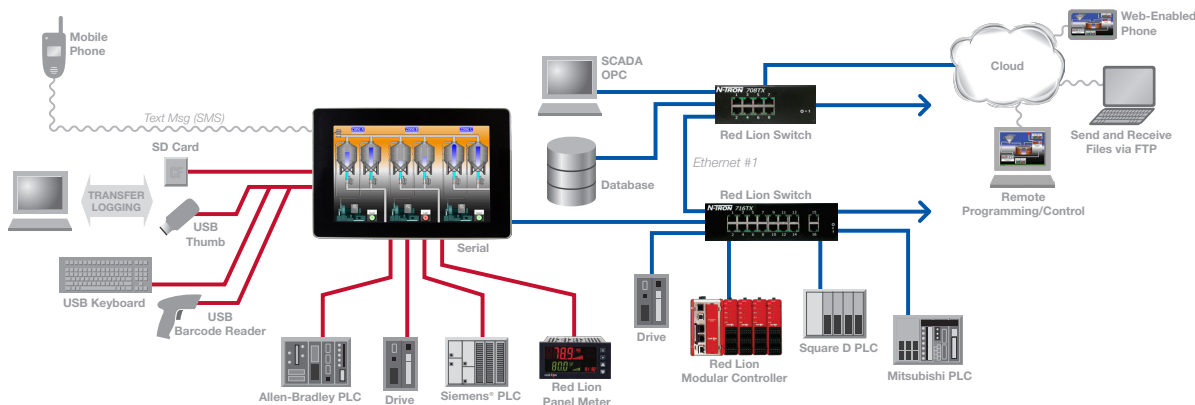 Mobile
Phone
Text Msg (SMS)
SD Card
CF
TRANSFER
LOGGING
USB
Thumb
USB Keyboard
USB
Barcode Reader
Serial
Allen-Bradley PLC
Drive
Siemens® PLC
Red Lion
Panel Meter
SCADA
OPC
Database
N-TRON 708TX
Red Lion Switch
Ethernet #1
Red Lion Switch
N-TRON 716TX
Drive
Red Lion
Modular Controller
Square D PLC
Mitsubishi PLC
Cloud
Web-Enabled
Phone
Send and Receive
Files via FTP
Remote
Programming/Control